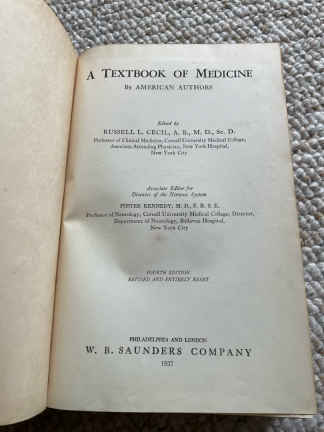 A TEXTBOOK OF MEDICINE
BY AMERICAN AUTHORS
Edited by
RUSSELL L. CECIL, A. B., M. D., Sc. D.
Professor of Clinical Medicine, Cornell University Medical College;
Associate Attending Physician, New York Hospital,
New York City
Associate Editor for
Diseases of the Nervous System
FOSTER KENNEDY, M. D., F. R. S. E.
Professor of Neurology, Cornell University Medical College; Director,
Department of Neurology, Bellevue Hospital,
New York City
FOURTH EDITION
REVISED AND ENTIRELY RESET
PHILADELPHIA AND LONDON
W. B. SAUNDERS COMPANY
1937